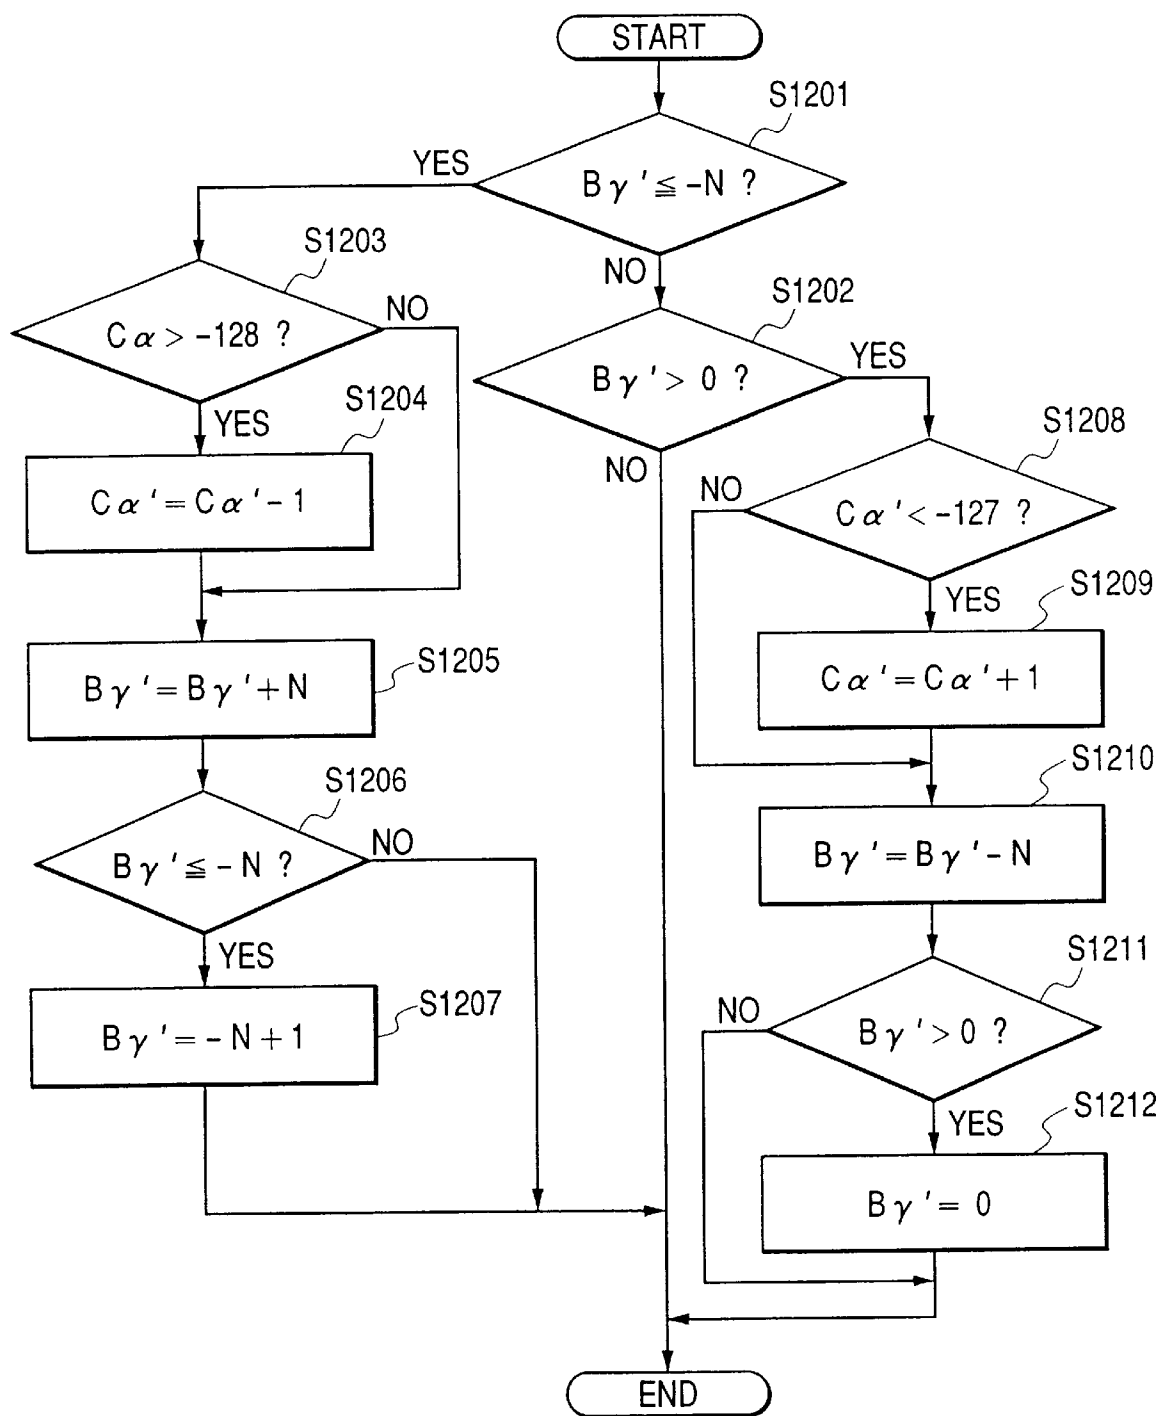 START
S1201
YES
Bγ'≦-N ?
NO
S1203
NO
Cα>-128 ?
YES
S1202
YES
Bγ'>0 ?
NO
S1204
Cα'=Cα'-1
S1208
NO
Cα'<-127 ?
YES
S1209
Cα'=Cα'+1
S1205
Bγ'=Bγ'+N
S1210
Bγ'=Bγ'-N
S1206
NO
Bγ'≦-N ?
YES
S1211
NO
Bγ'>0 ?
YES
S1207
Bγ'=-N+1
S1212
Bγ'=0
END